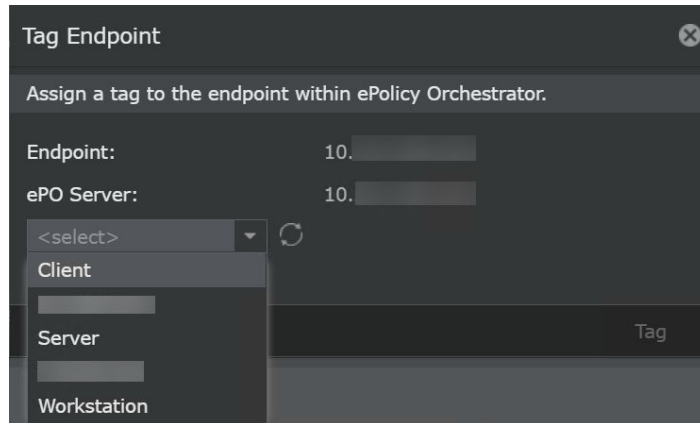 Tag Endpoint
Assign a tag to the endpoint within ePolicy Orchestrator.
Endpoint: 10.
ePO Server: 10.
<select>
Client
Server
Tag
Workstation